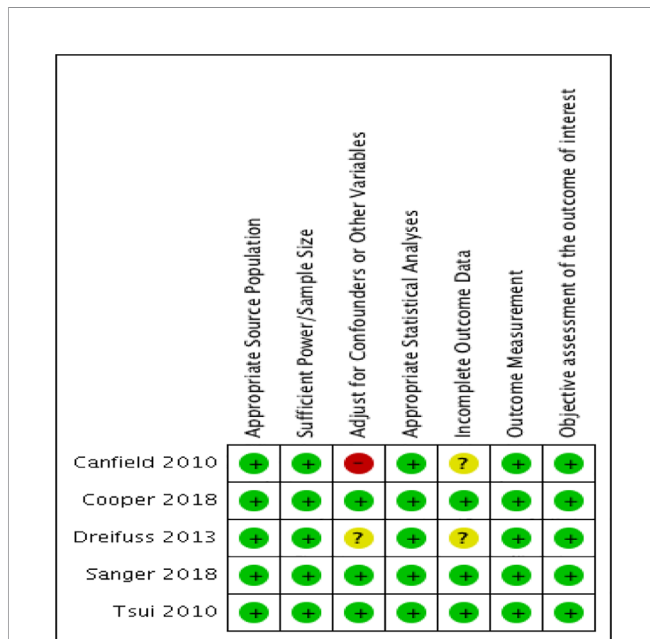 Appropriate Source Population
Sufficient Power/Sample Size
Adjust for Confounders or Other Variables
Appropriate Statistical Analyses
Incomplete Outcome Data
Outcome Measurement
Objective assessment of the outcome of interest
Canfield 2010 + + - + ? + +
Cooper 2018 + + + + + + +
Dreifuss 2013 + + ? + ? + +
Sanger 2018 + + + + + + +
Tsui 2010 + + + + + + +